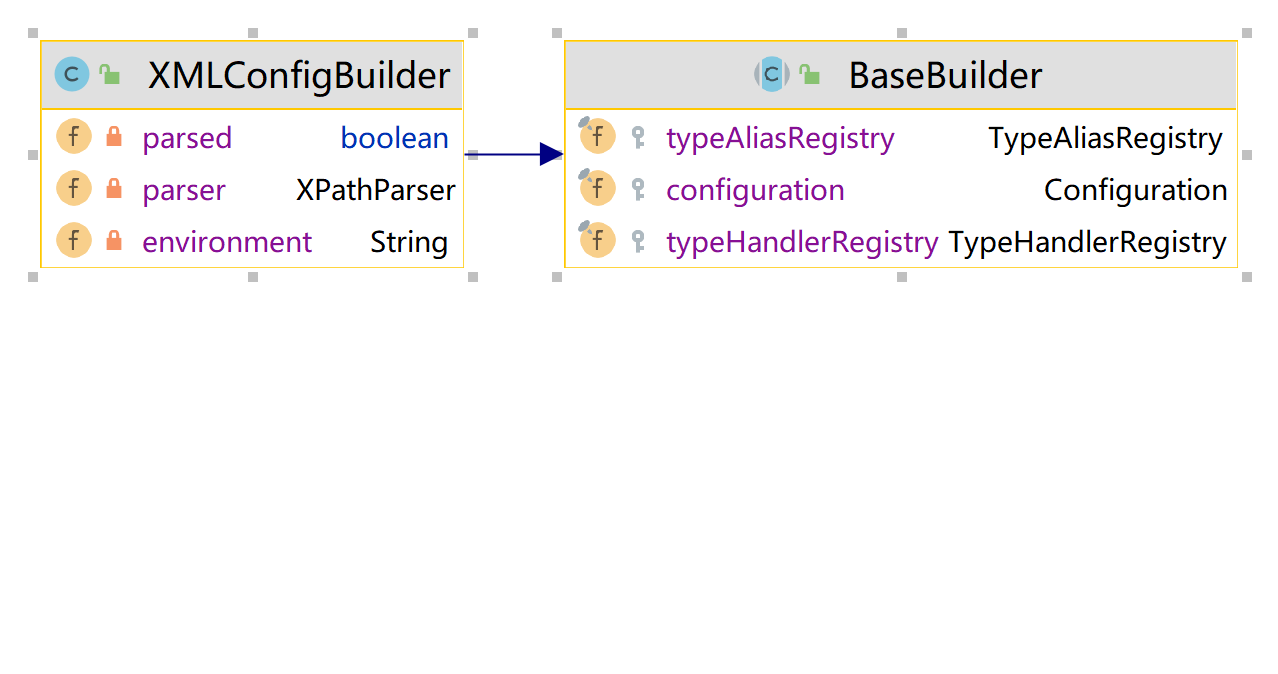 XMLConfigBuilder
parsed boolean
parser XPathParser
environment String
BaseBuilder
typeAliasRegistry TypeAliasRegistry
configuration Configuration
typeHandlerRegistry TypeHandlerRegistry